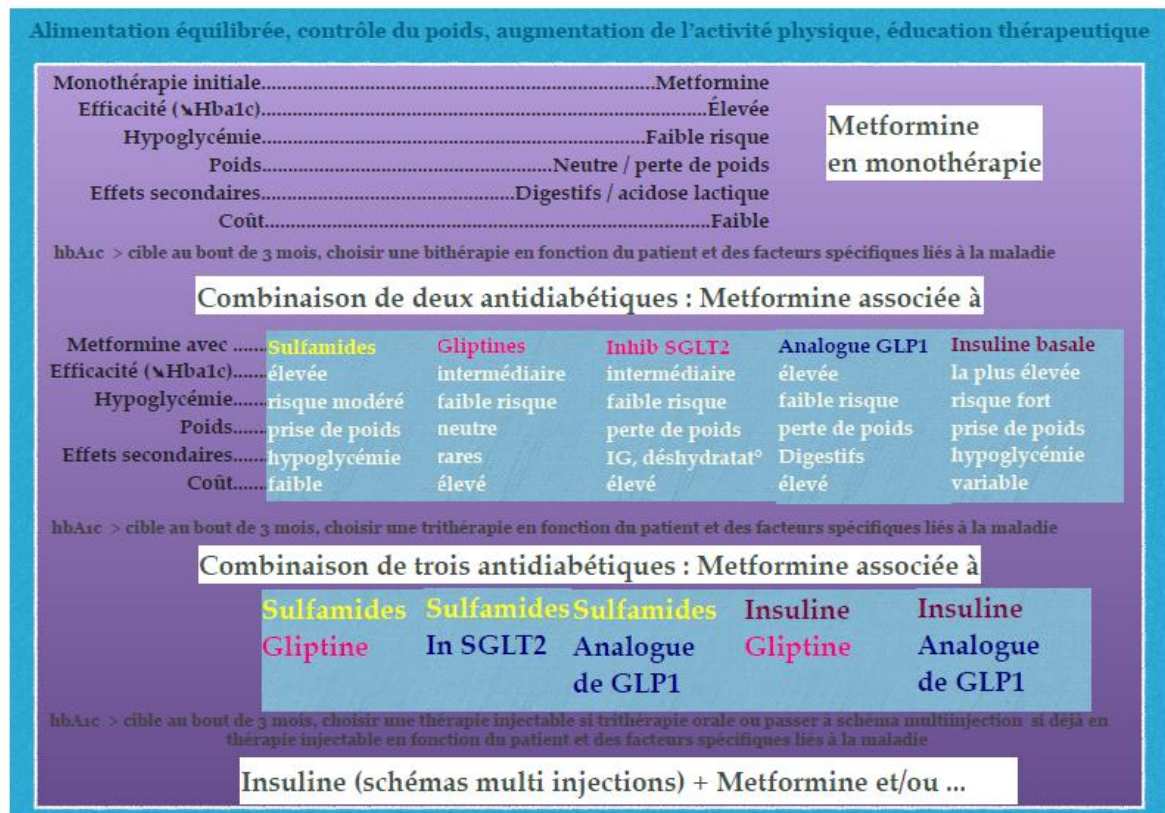 Alimentation équilibrée, contrôle du poids, augmentation de l'activité physique, éducation thérapeutique
Monothérapie initiale..........................................................................Metformine
Efficacité (↘Hba1c)....................................................................................Élevée
Hypoglycémie........................................................................Faible risque
Poids......................................................Neutre / perte de poids
Effets secondaires...............................................Digestifs / acidose lactique
Coût....................................................................................Faible
Metformine
en monothérapie
hbA1c > cible au bout de 3 mois, choisir une bithérapie en fonction du patient et des facteurs spécifiques liés à la maladie
Combinaison de deux antidiabétiques : Metformine associée à
Metformine avec .......Sulfamides Gliptines Inhib SGLT2 Analogue GLP1 Insuline basale
Efficacité (↘Hba1c)......élevée intermédiaire intermédiaire élevée la plus élevée
Hypoglycémie......risque modéré faible risque faible risque faible risque risque fort
Poids.......prise de poids neutre perte de poids perte de poids prise de poids
Effets secondaires.......hypoglycémie rares IG, déshydratat° Digestifs hypoglycémie
Coût.......faible élevé élevé élevé variable
hbA1c > cible au bout de 3 mois, choisir une trithérapie en fonction du patient et des facteurs spécifiques liés à la maladie
Combinaison de trois antidiabétiques : Metformine associée à
Sulfamides Sulfamides Sulfamides Insuline Insuline
Gliptine In SGLT2 Analogue Gliptine Analogue
de GLP1 de GLP1
hbA1c > cible au bout de 3 mois, choisir une thérapie injectable si trithérapie orale ou passer à schéma multiinjection si déjà en
thérapie injectable en fonction du patient et des facteurs spécifiques liés à la maladie
Insuline (schémas multi injections) + Metformine et/ou ...